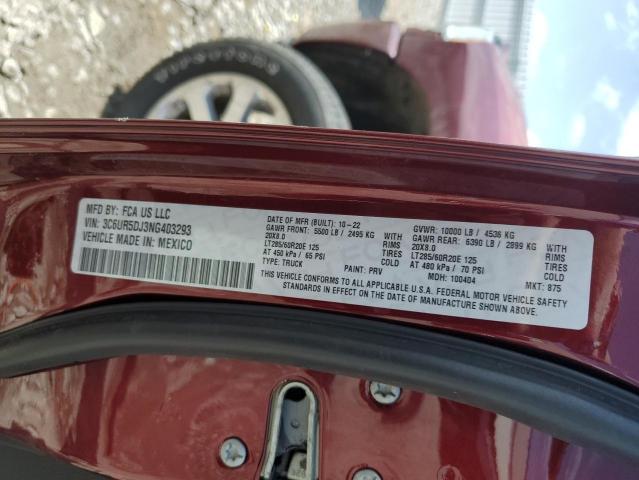 Firestone
MFD BY: FCA US LLC
VIN: 3C6UR5DJ3NG403293
VEHICLE MADE IN: MEXICO
DATE OF MFR (BUILT): 10-22
GAWR FRONT: 5500 LB / 2495 KG
20X8.0 RIMS
LT285/60R20E 125 TIRES
AT 450 kPa / 65 PSI
GVWR: 10000 LB / 4536 KG
GAWR REAR: 6390 LB / 2899 KG
20X8.0 RIMS
LT285/60R20E 125 TIRES
AT 480 kPa / 70 PSI
PAINT: PRV MDH: 100404 MKT: 875
THIS VEHICLE CONFORMS TO ALL APPLICABLE U.S.A. FEDERAL MOTOR VEHICLE SAFETY
STANDARDS IN EFFECT ON THE DATE OF MANUFACTURE SHOWN ABOVE.
TYPE: TRUCK